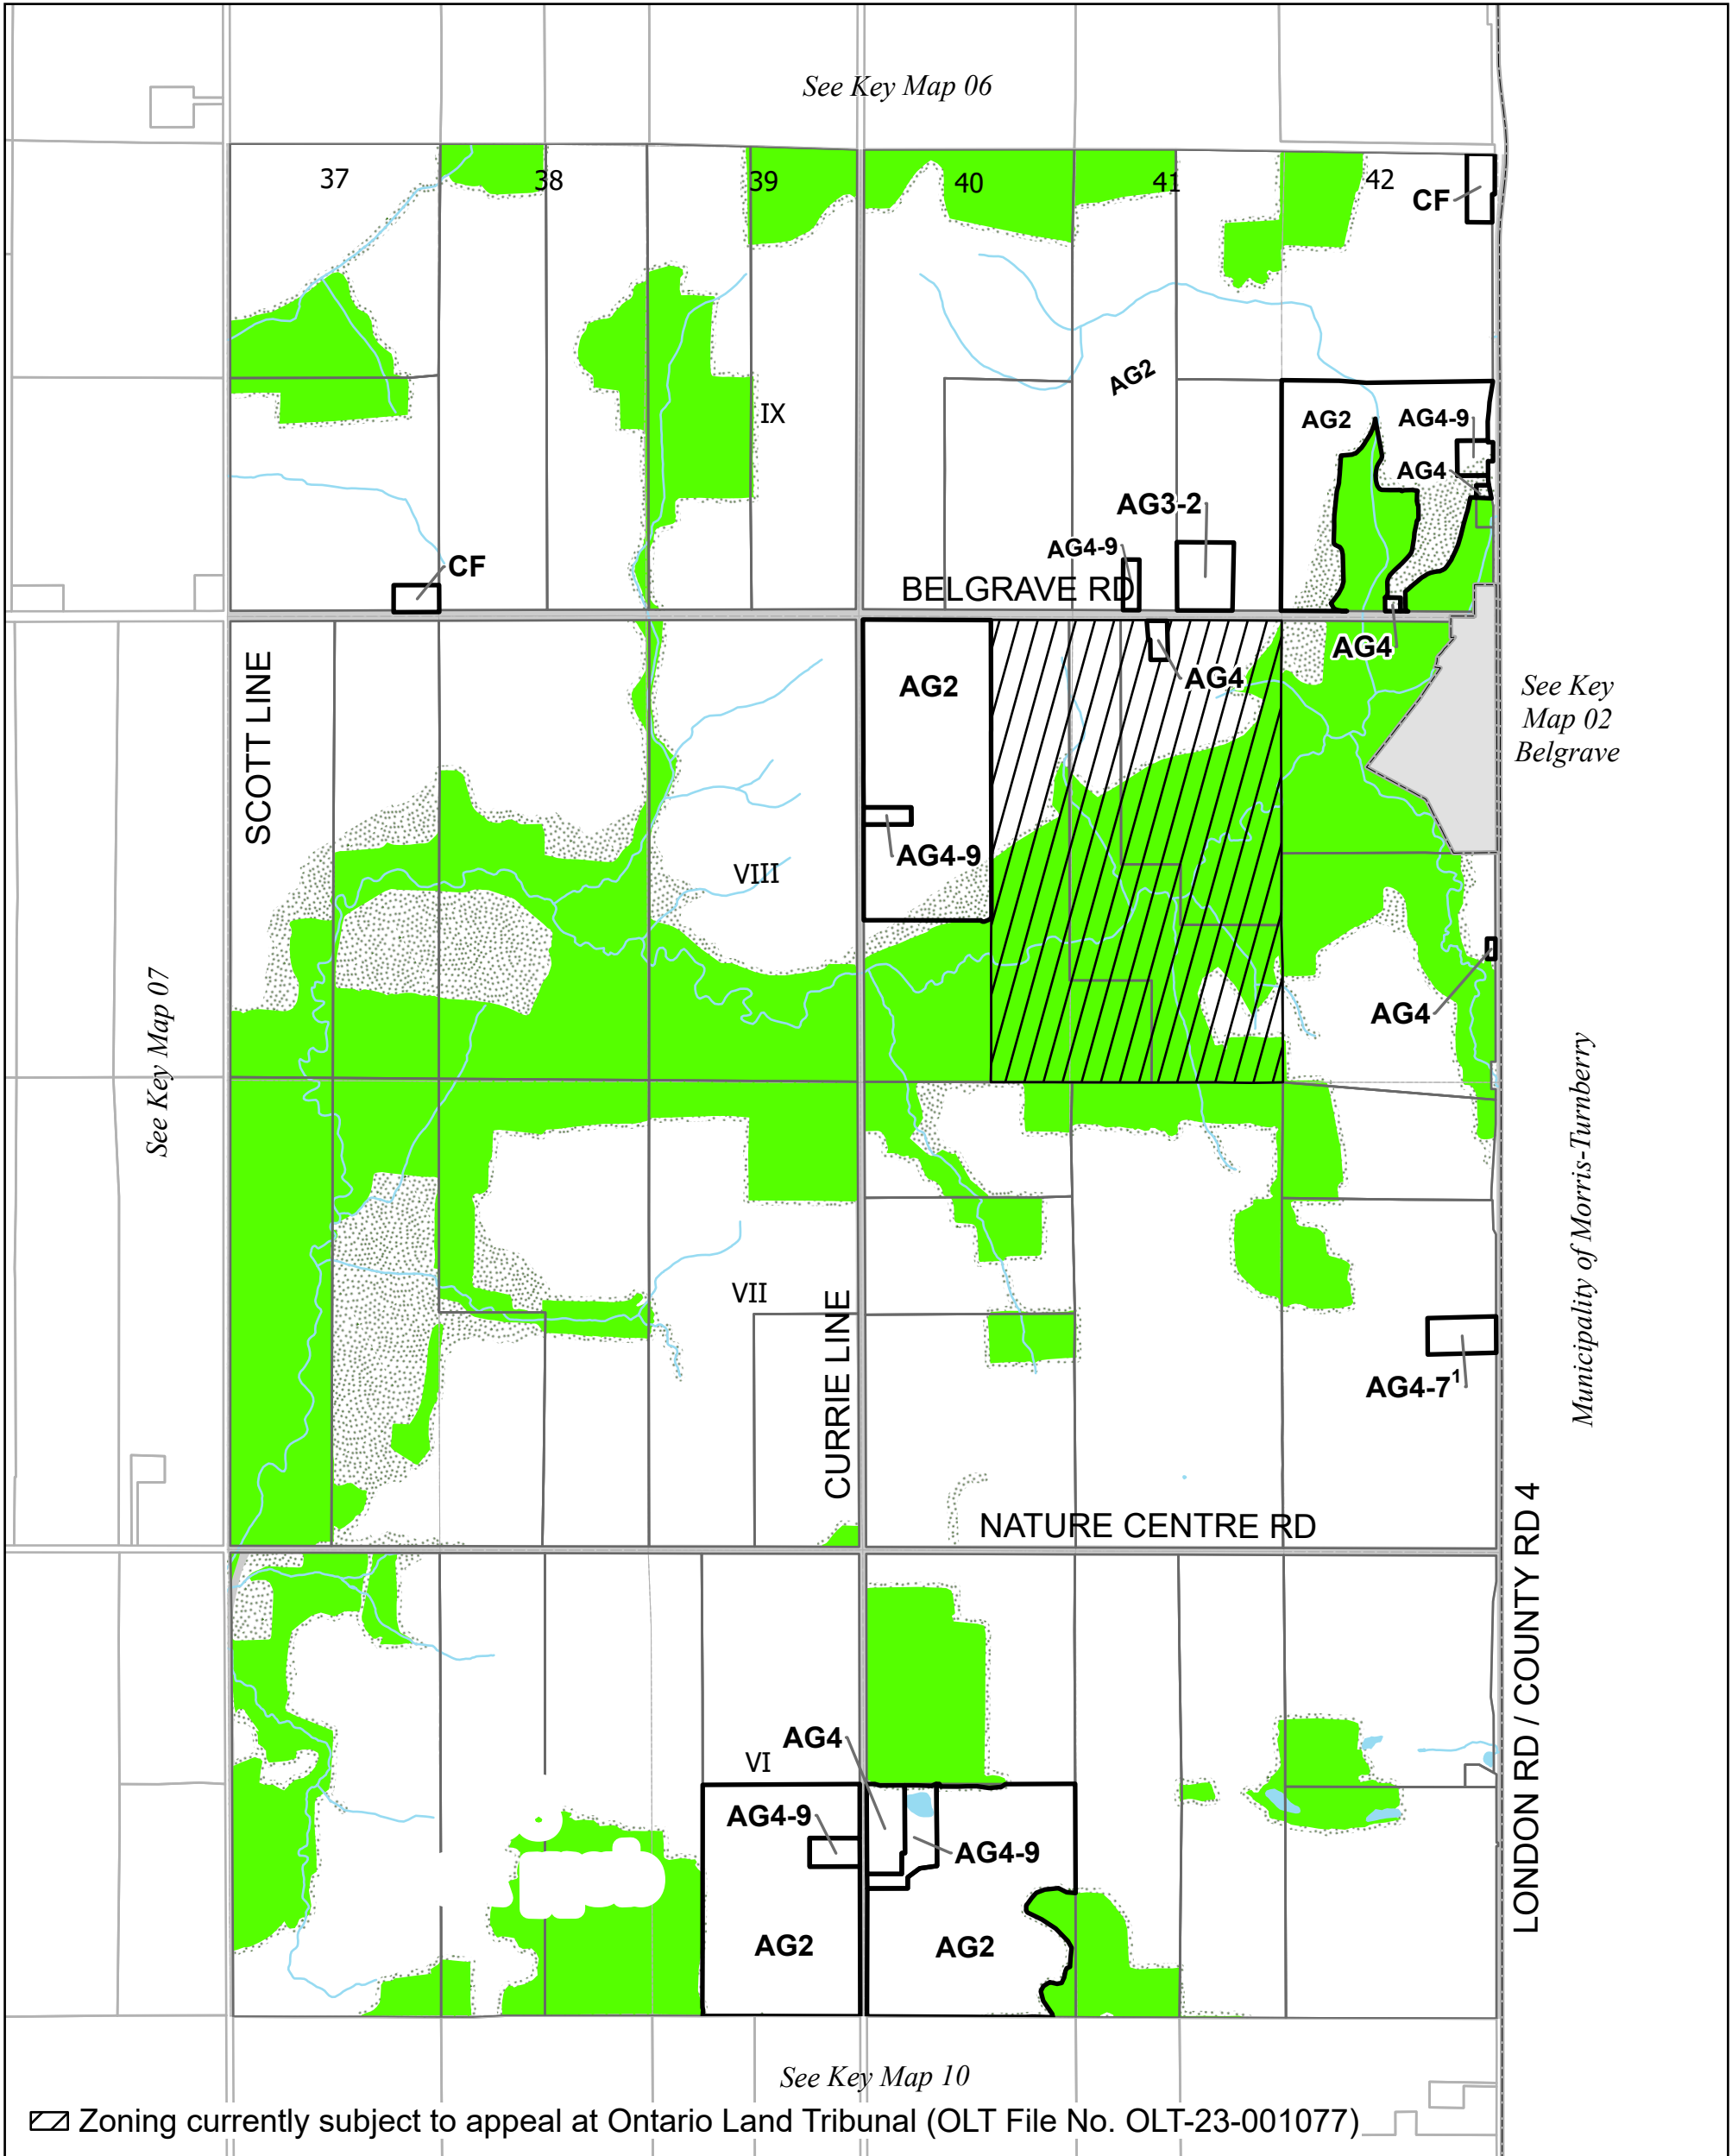 See Key Map 06
37
38
39
40
41
42
CF
AG2
IX
AG2
AG4-9
AG4
AG3-2
AG4-9
CF
BELGRAVE RD
AG4
AG4
AG2
SCOTT LINE
See Key
Map 02
Belgrave
AG4-9
VIII
See Key Map 07
AG4
Municipality of Morris-Turnberry
VII
CURRIE LINE
AG4-7¹
NATURE CENTRE RD
LONDON RD / COUNTY RD 4
AG4
VI
AG4-9
AG4-9
AG2
AG2
See Key Map 10
Zoning currently subject to appeal at Ontario Land Tribunal (OLT File No. OLT-23-001077)